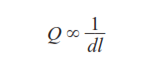 Q ∝ 1/dl